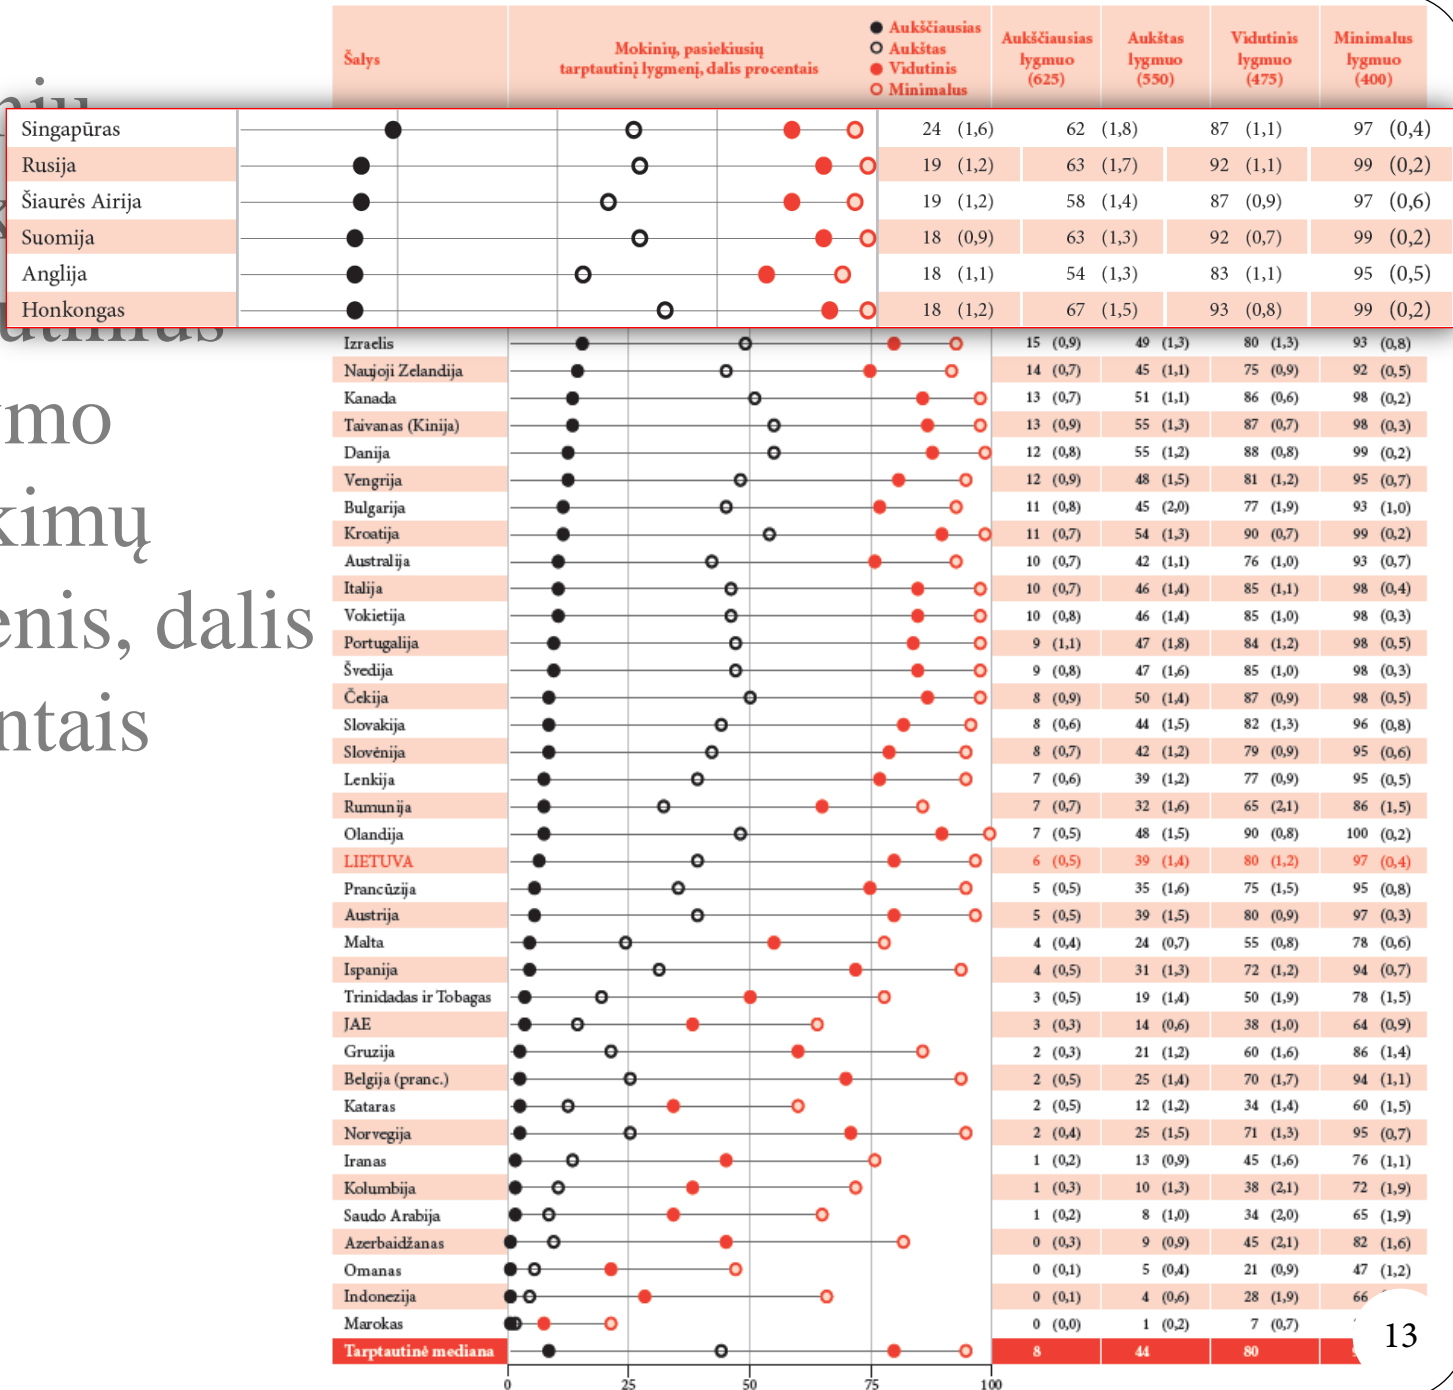 Šalys
Mokinių, pasiekusių
tarptautinį lygmenį, dalis procentais
Aukščiausias
Aukštas
Vidutinis
Minimalus
Aukščiausias lygmuo (625)
Aukštas lygmuo (550)
Vidutinis lygmuo (475)
Minimalus lygmuo (400)
Singapūras 24 (1,6) 62 (1,8) 87 (1,1) 97 (0,4)
Rusija 19 (1,2) 63 (1,7) 92 (1,1) 99 (0,2)
Šiaurės Airija 19 (1,2) 58 (1,4) 87 (0,9) 97 (0,6)
Suomija 18 (0,9) 63 (1,3) 92 (0,7) 99 (0,2)
Anglija 18 (1,1) 54 (1,3) 83 (1,1) 95 (0,5)
Honkongas 18 (1,2) 67 (1,5) 93 (0,8) 99 (0,2)
Izraelis 15 (0,9) 49 (1,3) 80 (1,3) 93 (0,8)
Naujoji Zelandija 14 (0,7) 45 (1,1) 75 (0,9) 92 (0,5)
Kanada 13 (0,7) 51 (1,1) 86 (0,6) 98 (0,2)
Taivanas (Kinija) 13 (0,9) 55 (1,3) 87 (0,7) 98 (0,3)
Danija 12 (0,8) 55 (1,2) 88 (0,8) 99 (0,2)
Vengrija 12 (0,9) 48 (1,5) 81 (1,2) 95 (0,7)
Bulgarija 11 (0,8) 45 (2,0) 77 (1,9) 93 (1,0)
Kroatija 11 (0,7) 54 (1,3) 90 (0,7) 99 (0,2)
Australija 10 (0,7) 42 (1,1) 76 (1,0) 93 (0,7)
Italija 10 (0,7) 46 (1,4) 85 (1,1) 98 (0,4)
Vokietija 10 (0,8) 46 (1,4) 85 (1,0) 98 (0,3)
Portugalija 9 (1,1) 47 (1,8) 84 (1,2) 98 (0,5)
Švedija 9 (0,8) 47 (1,6) 85 (1,0) 98 (0,3)
Čekija 8 (0,9) 50 (1,4) 87 (0,9) 98 (0,5)
Slovakija 8 (0,6) 44 (1,5) 82 (1,3) 96 (0,8)
Slovėnija 8 (0,7) 42 (1,2) 79 (0,9) 95 (0,6)
Lenkija 7 (0,6) 39 (1,2) 77 (0,9) 95 (0,5)
Rumunija 7 (0,7) 32 (1,6) 65 (2,1) 86 (1,5)
Olandija 7 (0,5) 48 (1,5) 90 (0,8) 100 (0,2)
LIETUVA 6 (0,5) 39 (1,4) 80 (1,2) 97 (0,4)
Prancūzija 5 (0,5) 35 (1,6) 75 (1,5) 95 (0,8)
Austrija 5 (0,5) 39 (1,5) 80 (0,9) 97 (0,3)
Malta 4 (0,4) 24 (0,7) 55 (0,8) 78 (0,6)
Ispanija 4 (0,5) 31 (1,3) 72 (1,2) 94 (0,7)
Trinidadas ir Tobagas 3 (0,5) 19 (1,4) 50 (1,9) 78 (1,5)
JAE 3 (0,3) 14 (0,6) 38 (1,0) 64 (0,9)
Gruzija 2 (0,3) 21 (1,2) 60 (1,6) 86 (1,4)
Belgija (pranc.) 2 (0,5) 25 (1,4) 70 (1,7) 94 (1,1)
Kataras 2 (0,5) 12 (1,2) 34 (1,4) 60 (1,5)
Norvegija 2 (0,4) 25 (1,5) 71 (1,3) 95 (0,7)
Iranas 1 (0,2) 13 (0,9) 45 (1,6) 76 (1,1)
Kolumbija 1 (0,3) 10 (1,3) 38 (2,1) 72 (1,9)
Saudo Arabija 1 (0,2) 8 (1,0) 34 (2,0) 65 (1,9)
Azerbaidžanas 0 (0,3) 9 (0,9) 45 (2,1) 82 (1,6)
Omanas 0 (0,1) 5 (0,4) 21 (0,9) 47 (1,2)
Indonezija 0 (0,1) 4 (0,6) 28 (1,9) 66
Marokas 0 (0,0) 1 (0,2) 7 (0,7)
Tarptautinė mediana 8 44 80
0 25 50 75 100
ymo
kimų
enis, dalis
ntais
13